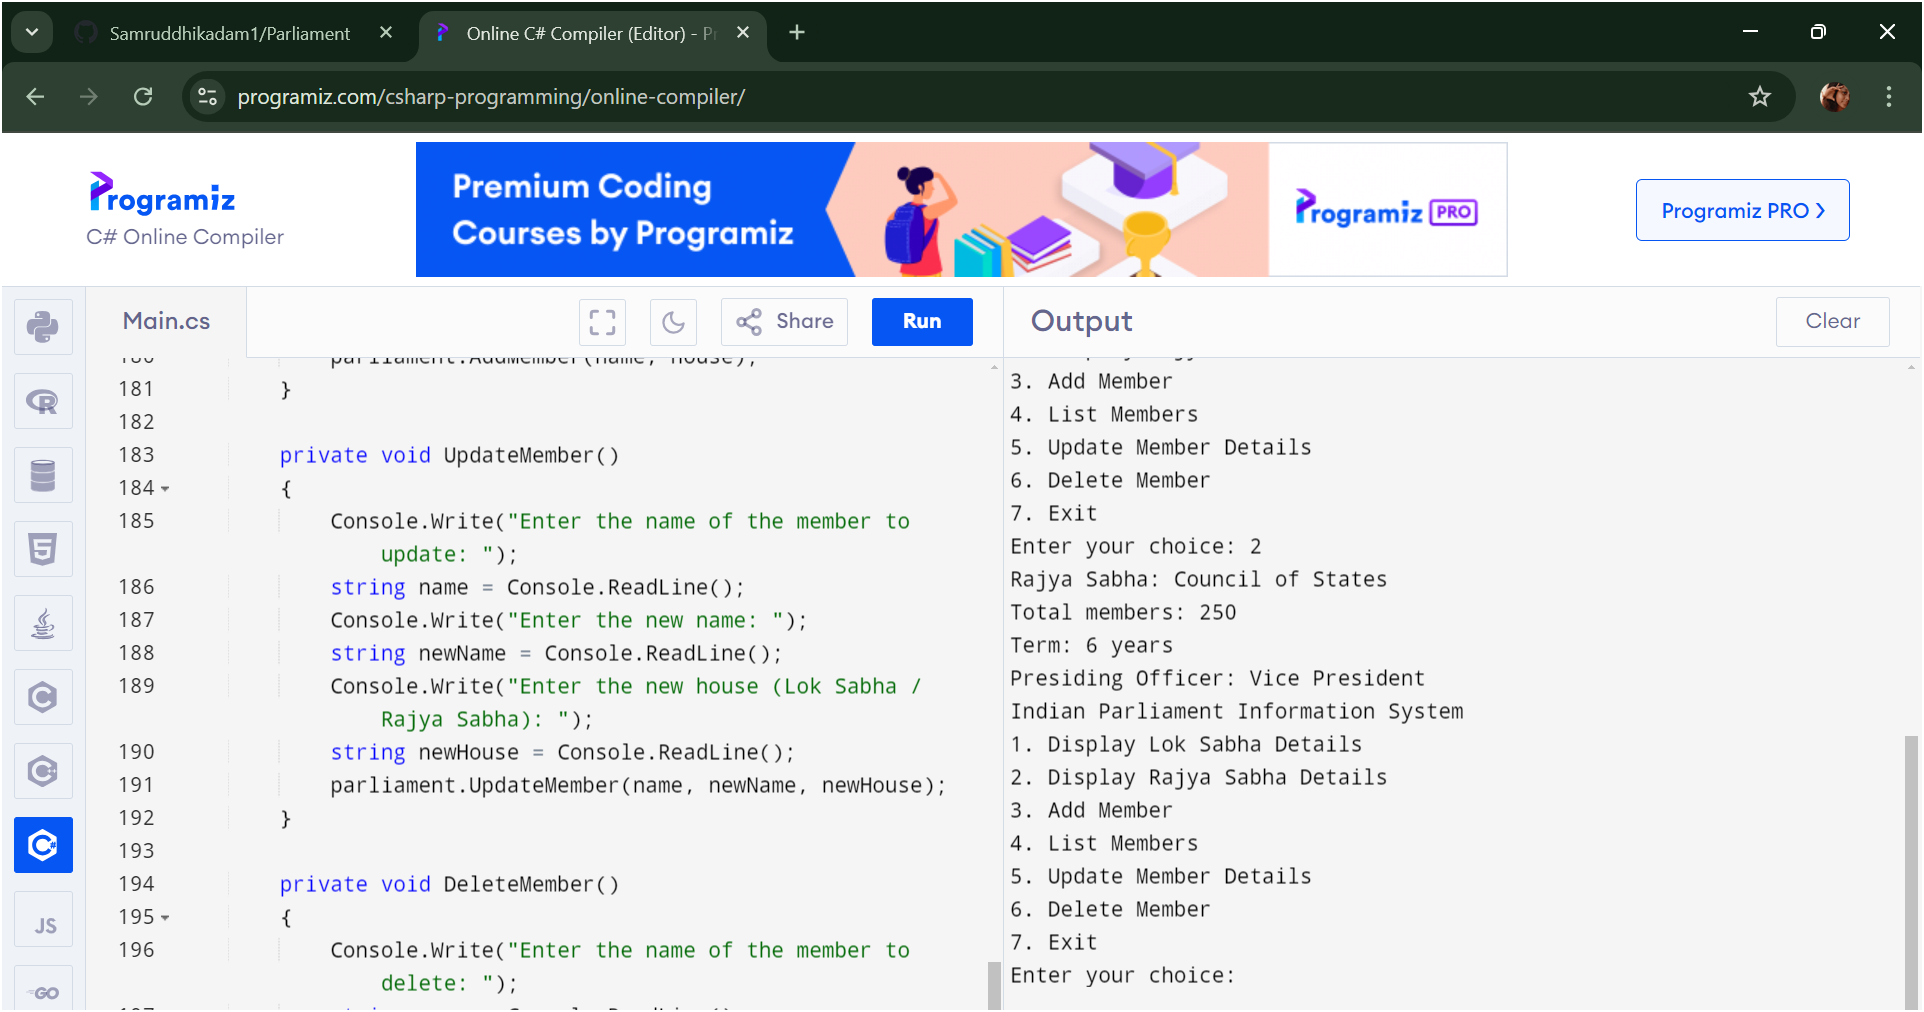 Samruddhikadam1/Parliament
Online C# Compiler (Editor) - Pr
programiz.com/csharp-programming/online-compiler/
Programiz
C# Online Compiler
Premium Coding
Courses by Programiz
Programiz PRO
Programiz PRO
Main.cs
Share
Run
Output
Clear
180 parliament.AddMember(name, house);
181 }
182
183 private void UpdateMember()
184 {
185 Console.Write("Enter the name of the member to
update: ");
186 string name = Console.ReadLine();
187 Console.Write("Enter the new name: ");
188 string newName = Console.ReadLine();
189 Console.Write("Enter the new house (Lok Sabha /
Rajya Sabha): ");
190 string newHouse = Console.ReadLine();
191 parliament.UpdateMember(name, newName, newHouse);
192 }
193
194 private void DeleteMember()
195 {
196 Console.Write("Enter the name of the member to
delete: ");
3. Add Member
4. List Members
5. Update Member Details
6. Delete Member
7. Exit
Enter your choice: 2
Rajya Sabha: Council of States
Total members: 250
Term: 6 years
Presiding Officer: Vice President
Indian Parliament Information System
1. Display Lok Sabha Details
2. Display Rajya Sabha Details
3. Add Member
4. List Members
5. Update Member Details
6. Delete Member
7. Exit
Enter your choice:
R
5
C
C++
C#
JS
GO